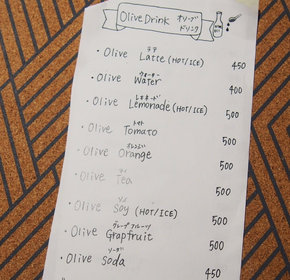 Olive Drink オリーブ
ドリンク
ラテ
・Olive Latte (HOT/ICE) 450
ウォーター
・Olive Water 400
レモネード
・Olive Lemonade (HOT/ICE) 500
トマト
・Olive Tomato 500
オレンジ
・Olive Orange 500
ティ
・Olive Tea 500
ソイ
・Olive Soy (HOT/ICE) 500
グレープフルーツ
・Olive Grapfruit 500
ソーダ
・Olive Soda 450